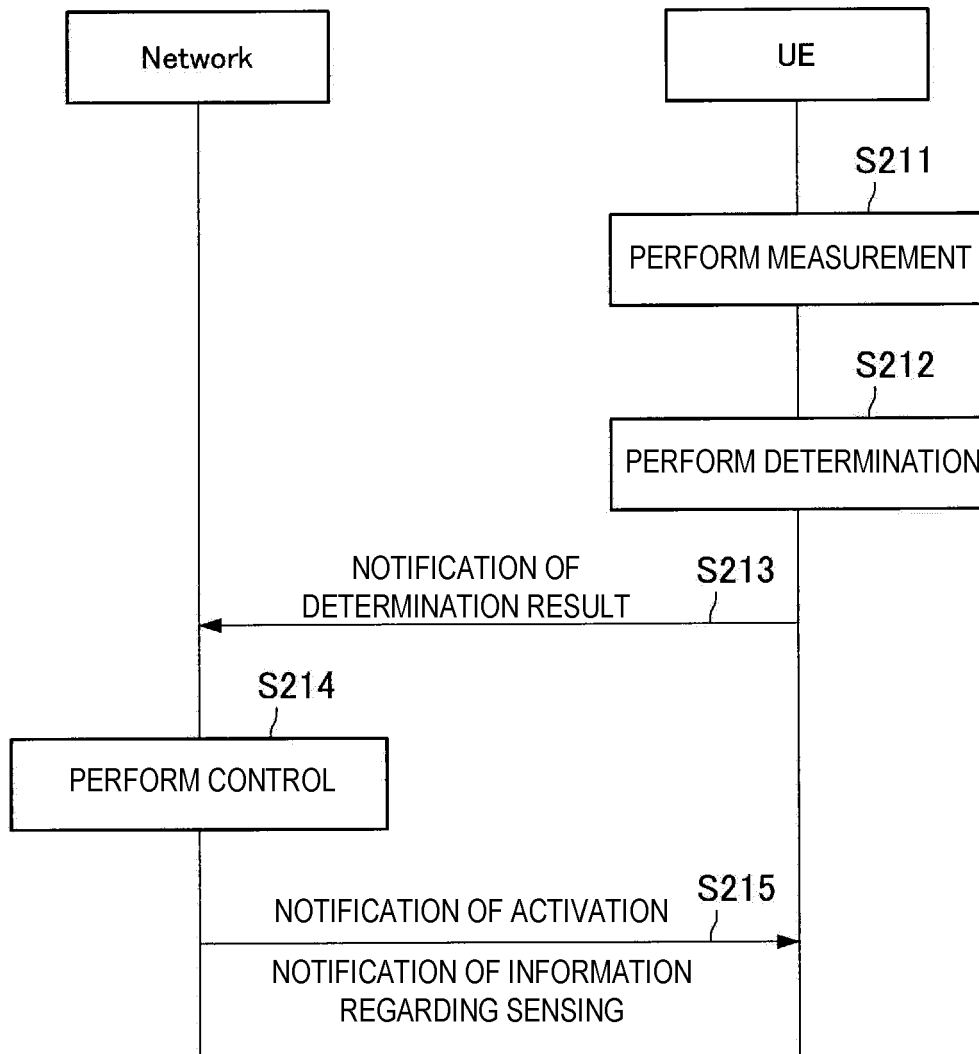 Network
UE
S211
PERFORM MEASUREMENT
S212
PERFORM DETERMINATION
NOTIFICATION OF
DETERMINATION RESULT
S213
S214
PERFORM CONTROL
S215
NOTIFICATION OF ACTIVATION
NOTIFICATION OF INFORMATION
REGARDING SENSING